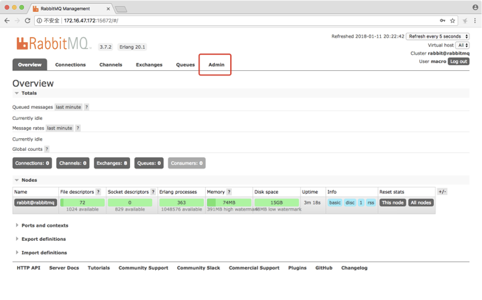 RabbitMQ Management
不安全 172.16.47.172:15672/#/
RabbitMQ 3.7.2 Erlang 20.1
Refreshed 2018-01-11 20:22:42 Refresh every 5 seconds
Virtual host All
Cluster rabbit@rabbitmq
User macro Log out
Overview Connections Channels Exchanges Queues Admin
Overview
Totals
Queued messages last minute ?
Currently idle
Message rates last minute ?
Currently idle
Global counts ?
Connections: 0 Channels: 0 Exchanges: 8 Queues: 0 Consumers: 0
Nodes
Name File descriptors ? Socket descriptors ? Erlang processes Memory ? Disk space Uptime Info Reset stats +/-
rabbit@rabbitmq 72 0 363 74MB 13GB 3m 18s basic disc 1 rss This node All nodes
1024 available 829 available 1048576 available 391MB high watermark 48MB low watermark
Ports and contexts
Export definitions
Import definitions
HTTP API Server Docs Tutorials Community Support Community Slack Commercial Support Plugins GitHub Changelog